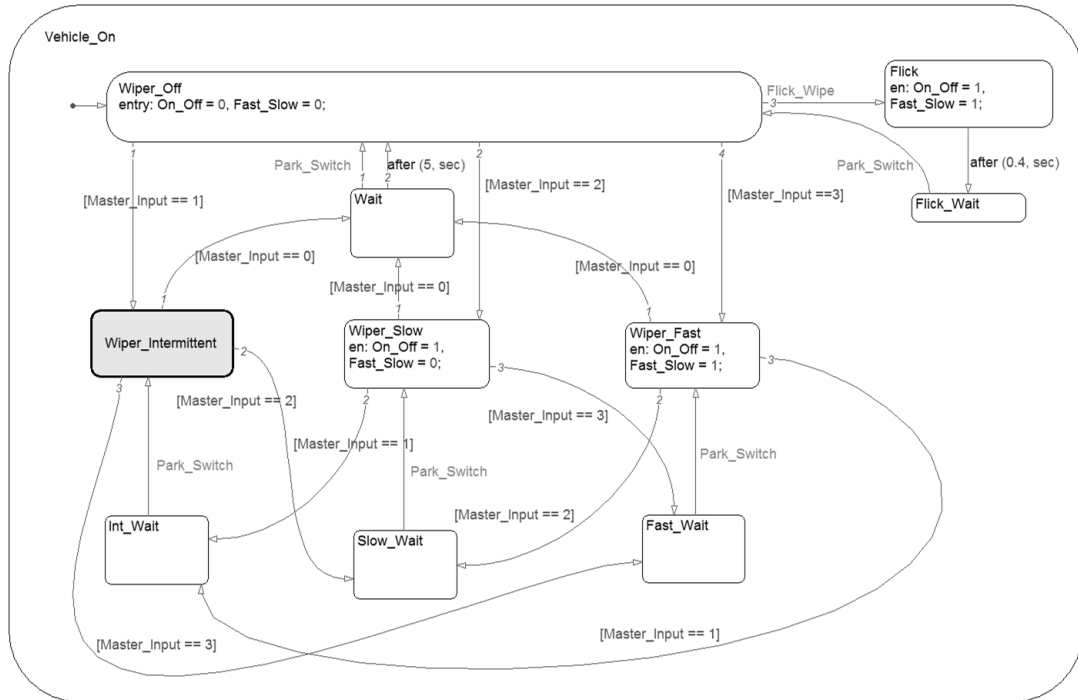 Vehicle_On
Wiper_Off
entry: On_Off = 0, Fast_Slow = 0;
Flick_Wipe
3
Flick
en: On_Off = 1,
Fast_Slow = 1;
1
Park_Switch
1
after (5, sec)
2
2
4
Park_Switch
after (0.4, sec)
[Master_Input == 1]
Wait
[Master_Input == 2]
[Master_Input ==3]
Flick_Wait
[Master_Input == 0]
[Master_Input == 0]
[Master_Input == 0]
1
1
1
Wiper_Intermittent
2
3
Wiper_Slow
en: On_Off = 1,
Fast_Slow = 0;
3
2
Wiper_Fast
en: On_Off = 1,
Fast_Slow = 1;
3
2
[Master_Input == 2]
[Master_Input == 3]
[Master_Input == 1]
Park_Switch
Park_Switch
Park_Switch
Int_Wait
Slow_Wait
[Master_Input == 2]
Fast_Wait
[Master_Input == 3]
[Master_Input == 1]